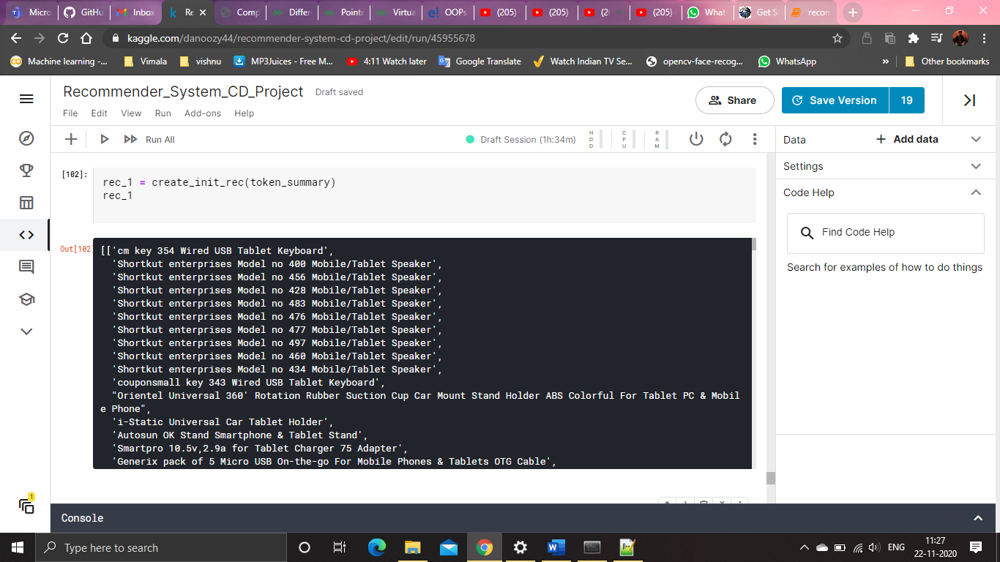 Micro
GitHu
Inbox
Re
Comp
Differ
Pointe
Virtua
e! OOPs
(205)
(205)
(205)
What
Get S
recom
kaggle.com/danoozy44/recommender-system-cd-project/edit/run/45955678
Machine learning -...
Vimala
vishnu
MP3Juices - Free M...
4:11 Watch later
Google Translate
Watch Indian TV Se...
opencv-face-recog...
WhatsApp
»
Other bookmarks
Recommender_System_CD_Project
Draft saved
Share
Save Version
19
File
Edit
View
Run
Add-ons
Help
Run All
Draft Session (1h:34m)
HDD
CPU
RAM
Data
+ Add data
Settings
Code Help
Find Code Help
Search for examples of how to do things
[102]:
rec_1 = create_init_rec(token_summary)
rec_1
Out[102
[['cm key 354 Wired USB Tablet Keyboard',
'Shortkut enterprises Model no 400 Mobile/Tablet Speaker',
'Shortkut enterprises Model no 456 Mobile/Tablet Speaker',
'Shortkut enterprises Model no 428 Mobile/Tablet Speaker',
'Shortkut enterprises Model no 483 Mobile/Tablet Speaker',
'Shortkut enterprises Model no 476 Mobile/Tablet Speaker',
'Shortkut enterprises Model no 477 Mobile/Tablet Speaker',
'Shortkut enterprises Model no 497 Mobile/Tablet Speaker',
'Shortkut enterprises Model no 460 Mobile/Tablet Speaker',
'Shortkut enterprises Model no 434 Mobile/Tablet Speaker',
'couponsmall key 343 Wired USB Tablet Keyboard',
"Orientel Universal 360' Rotation Rubber Suction Cup Car Mount Stand Holder ABS Colorful For Tablet PC & Mobil
e Phone",
'i-Static Universal Car Tablet Holder',
'Autosun OK Stand Smartphone & Tablet Stand',
'Smartpro 10.5v,2.9a for Tablet Charger 75 Adapter',
'Generix pack of 5 Micro USB On-the-go For Mobile Phones & Tablets OTG Cable',
1
Console
Type here to search
ENG
11:27
22-11-2020